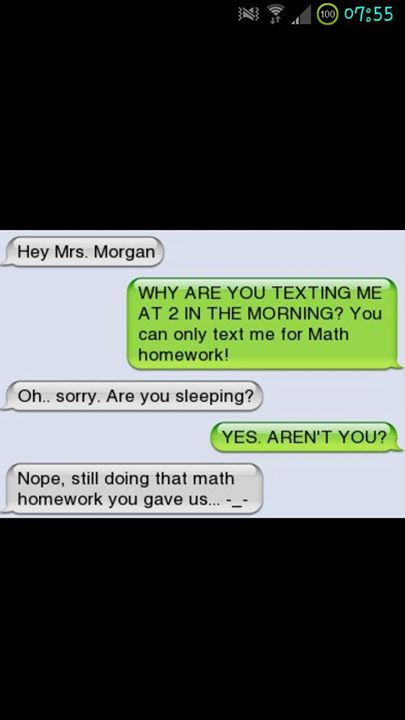 100 07:55
Hey Mrs. Morgan
WHY ARE YOU TEXTING ME
AT 2 IN THE MORNING? You
can only text me for Math
homework!
Oh.. sorry. Are you sleeping?
YES. AREN'T YOU?
Nope, still doing that math
homework you gave us... -_-